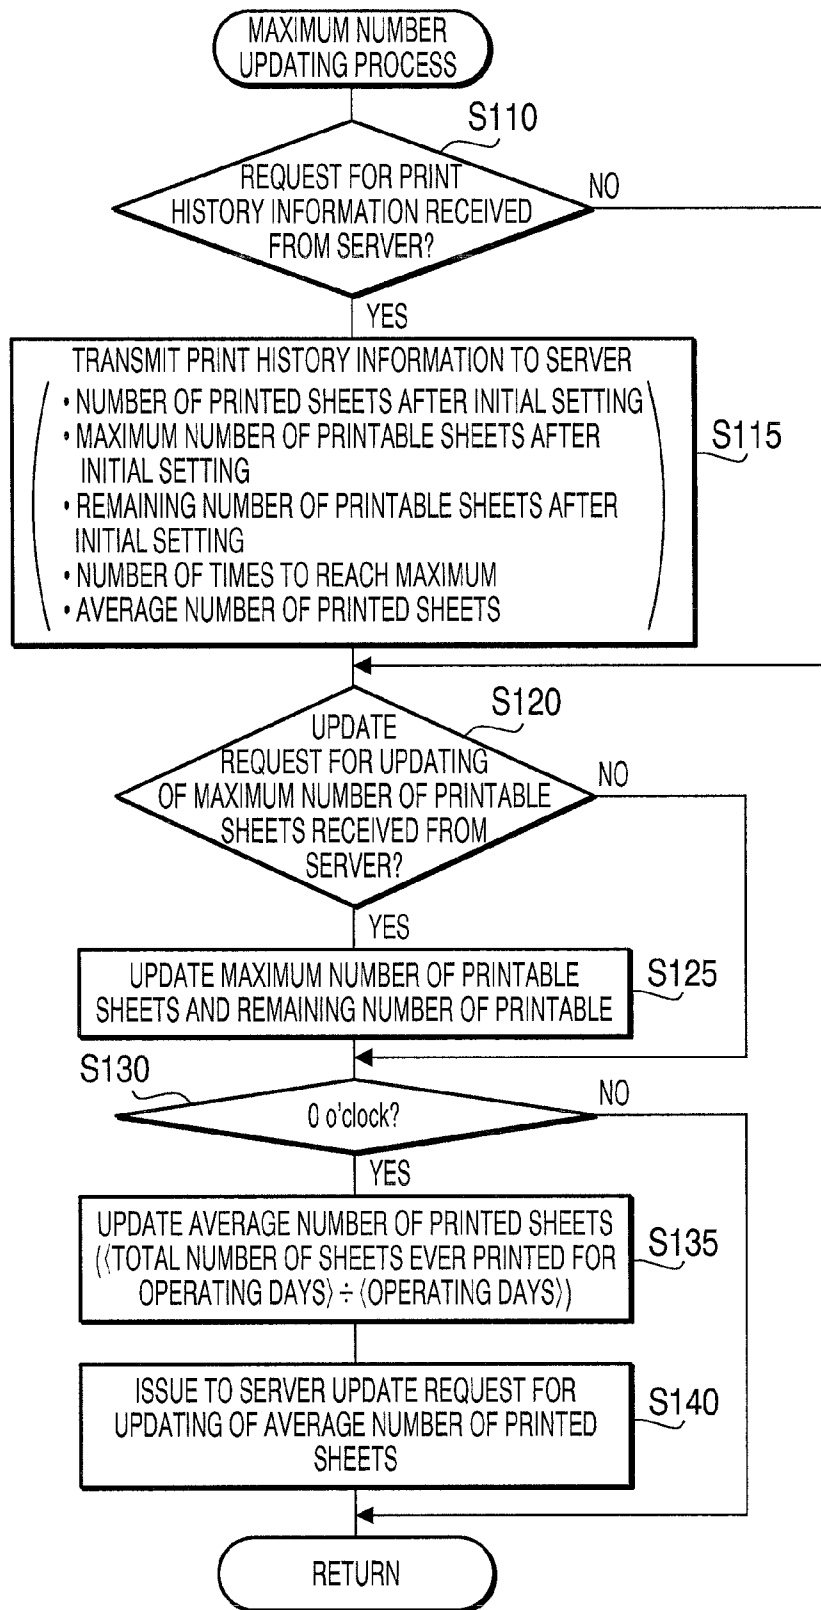 MAXIMUM NUMBER
UPDATING PROCESS
S110
REQUEST FOR PRINT
HISTORY INFORMATION RECEIVED
FROM SERVER?
NO
YES
TRANSMIT PRINT HISTORY INFORMATION TO SERVER
• NUMBER OF PRINTED SHEETS AFTER INITIAL SETTING
• MAXIMUM NUMBER OF PRINTABLE SHEETS AFTER
INITIAL SETTING
• REMAINING NUMBER OF PRINTABLE SHEETS AFTER
INITIAL SETTING
• NUMBER OF TIMES TO REACH MAXIMUM
• AVERAGE NUMBER OF PRINTED SHEETS
S115
S120
UPDATE
REQUEST FOR UPDATING
OF MAXIMUM NUMBER OF PRINTABLE
SHEETS RECEIVED FROM
SERVER?
NO
YES
UPDATE MAXIMUM NUMBER OF PRINTABLE
SHEETS AND REMAINING NUMBER OF PRINTABLE
S125
S130
0 o'clock?
NO
YES
UPDATE AVERAGE NUMBER OF PRINTED SHEETS
(⟨TOTAL NUMBER OF SHEETS EVER PRINTED FOR
OPERATING DAYS⟩ ÷ ⟨OPERATING DAYS⟩)
S135
ISSUE TO SERVER UPDATE REQUEST FOR
UPDATING OF AVERAGE NUMBER OF PRINTED
SHEETS
S140
RETURN